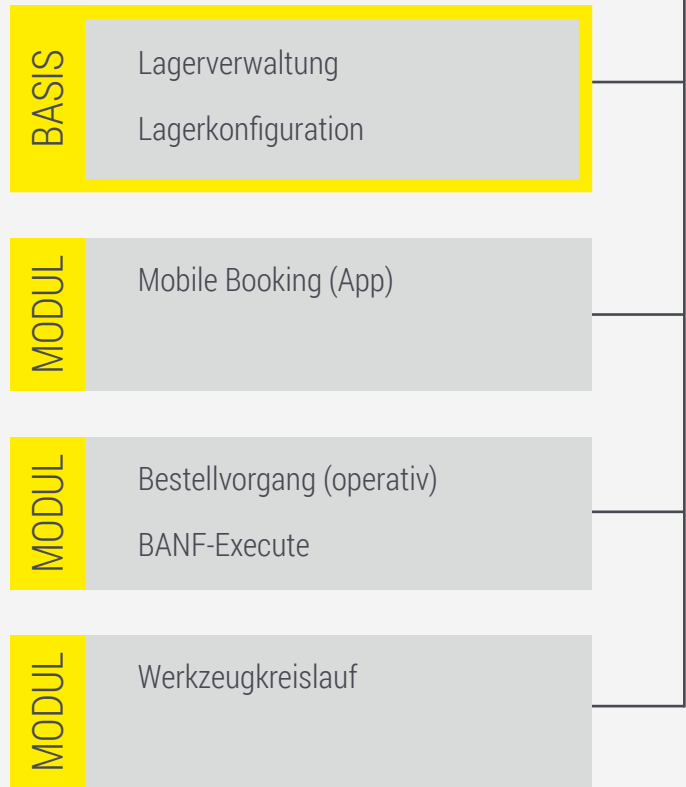 BASIS
Lagerverwaltung
Lagerkonfiguration
MODUL
Mobile Booking (App)
MODUL
Bestellvorgang (operativ)
BANF-Execute
MODUL
Werkzeugkreislauf